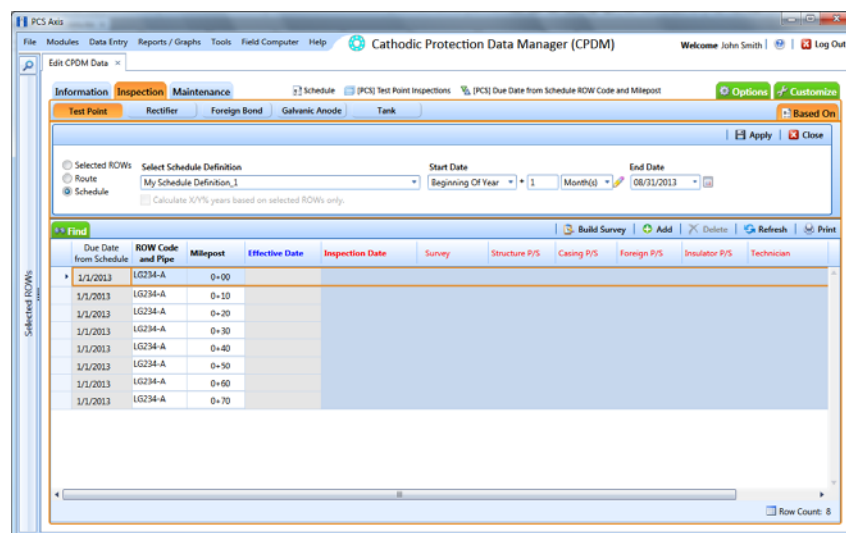 PCS Axis
File Modules Data Entry Reports / Graphs Tools Field Computer Help Cathodic Protection Data Manager (CPDM) Welcome John Smith Log Out
Edit CPDM Data ×
Information Inspection Maintenance Schedule [PCS] Test Point Inspections [PCS] Due Date from Schedule ROW Code and Milepost Options Customize
Test Point Rectifier Foreign Bond Galvanic Anode Tank Based On
Apply Close
Selected ROWs Select Schedule Definition Start Date End Date
Route My Schedule Definition_1 Beginning Of Year + 1 Month(s) 08/31/2013
Schedule
Calculate X/Y% years based on selected ROWs only.
Find Build Survey Add Delete Refresh Print
Due Date from Schedule ROW Code and Pipe Milepost Effective Date Inspection Date Survey Structure P/S Casing P/S Foreign P/S Insulator P/S Technician
1/1/2013 LG234-A 0+00
1/1/2013 LG234-A 0+10
1/1/2013 LG234-A 0+20
1/1/2013 LG234-A 0+30
1/1/2013 LG234-A 0+40
1/1/2013 LG234-A 0+50
1/1/2013 LG234-A 0+60
1/1/2013 LG234-A 0+70
Selected ROWs
Row Count: 8